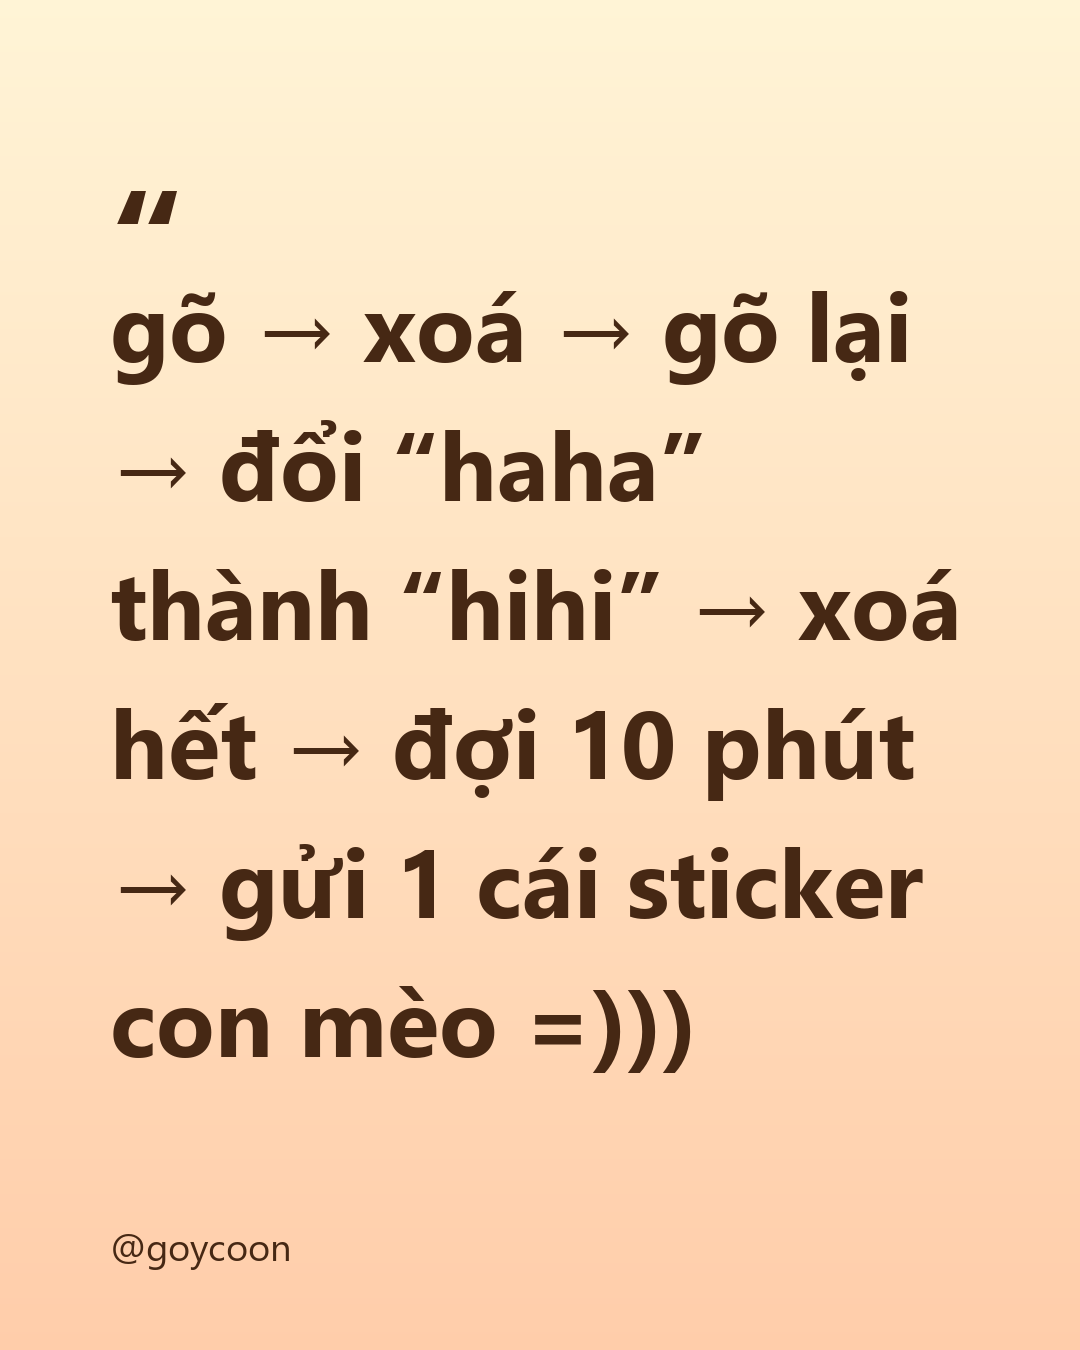 “
gõ → xoá → gõ lại
→ đổi “haha”
thành “hihi” → xoá
hết → đợi 10 phút
→ gửi 1 cái sticker
con mèo =)))
@goycoon